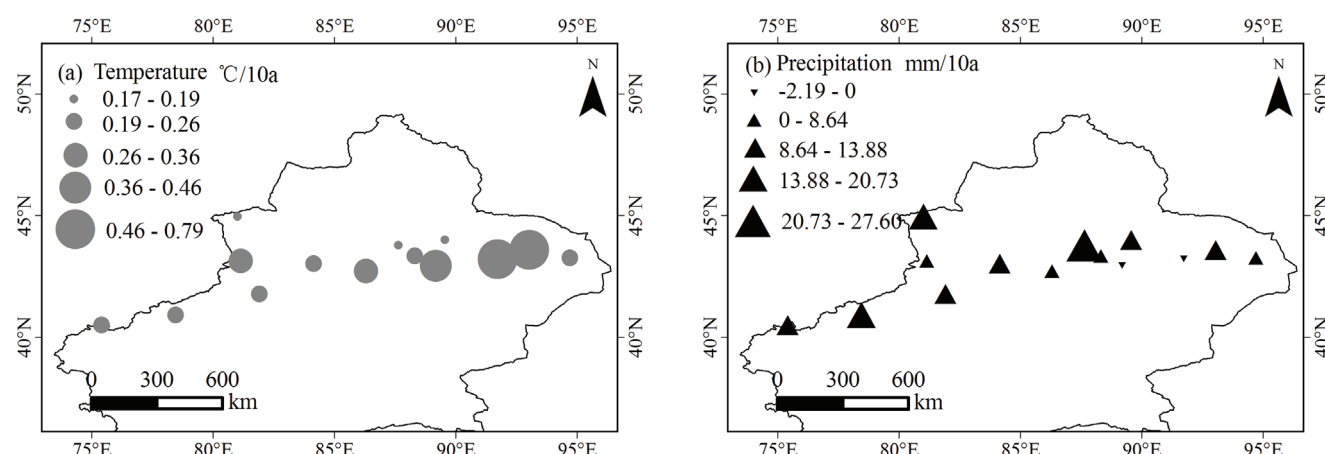 75°E 80°E 85°E 90°E 95°E
(a) Temperature ℃/10a
0.17 - 0.19
0.19 - 0.26
0.26 - 0.36
0.36 - 0.46
0.46 - 0.79
N
50°N
45°N
40°N
50°N
45°N
40°N
0 300 600
km
75°E 80°E 85°E 90°E 95°E
75°E 80°E 85°E 90°E 95°E
(b) Precipitation mm/10a
-2.19 - 0
0 - 8.64
8.64 - 13.88
13.88 - 20.73
20.73 - 27.60
N
50°N
45°N
40°N
50°N
45°N
40°N
0 300 600
km
75°E 80°E 85°E 90°E 95°E